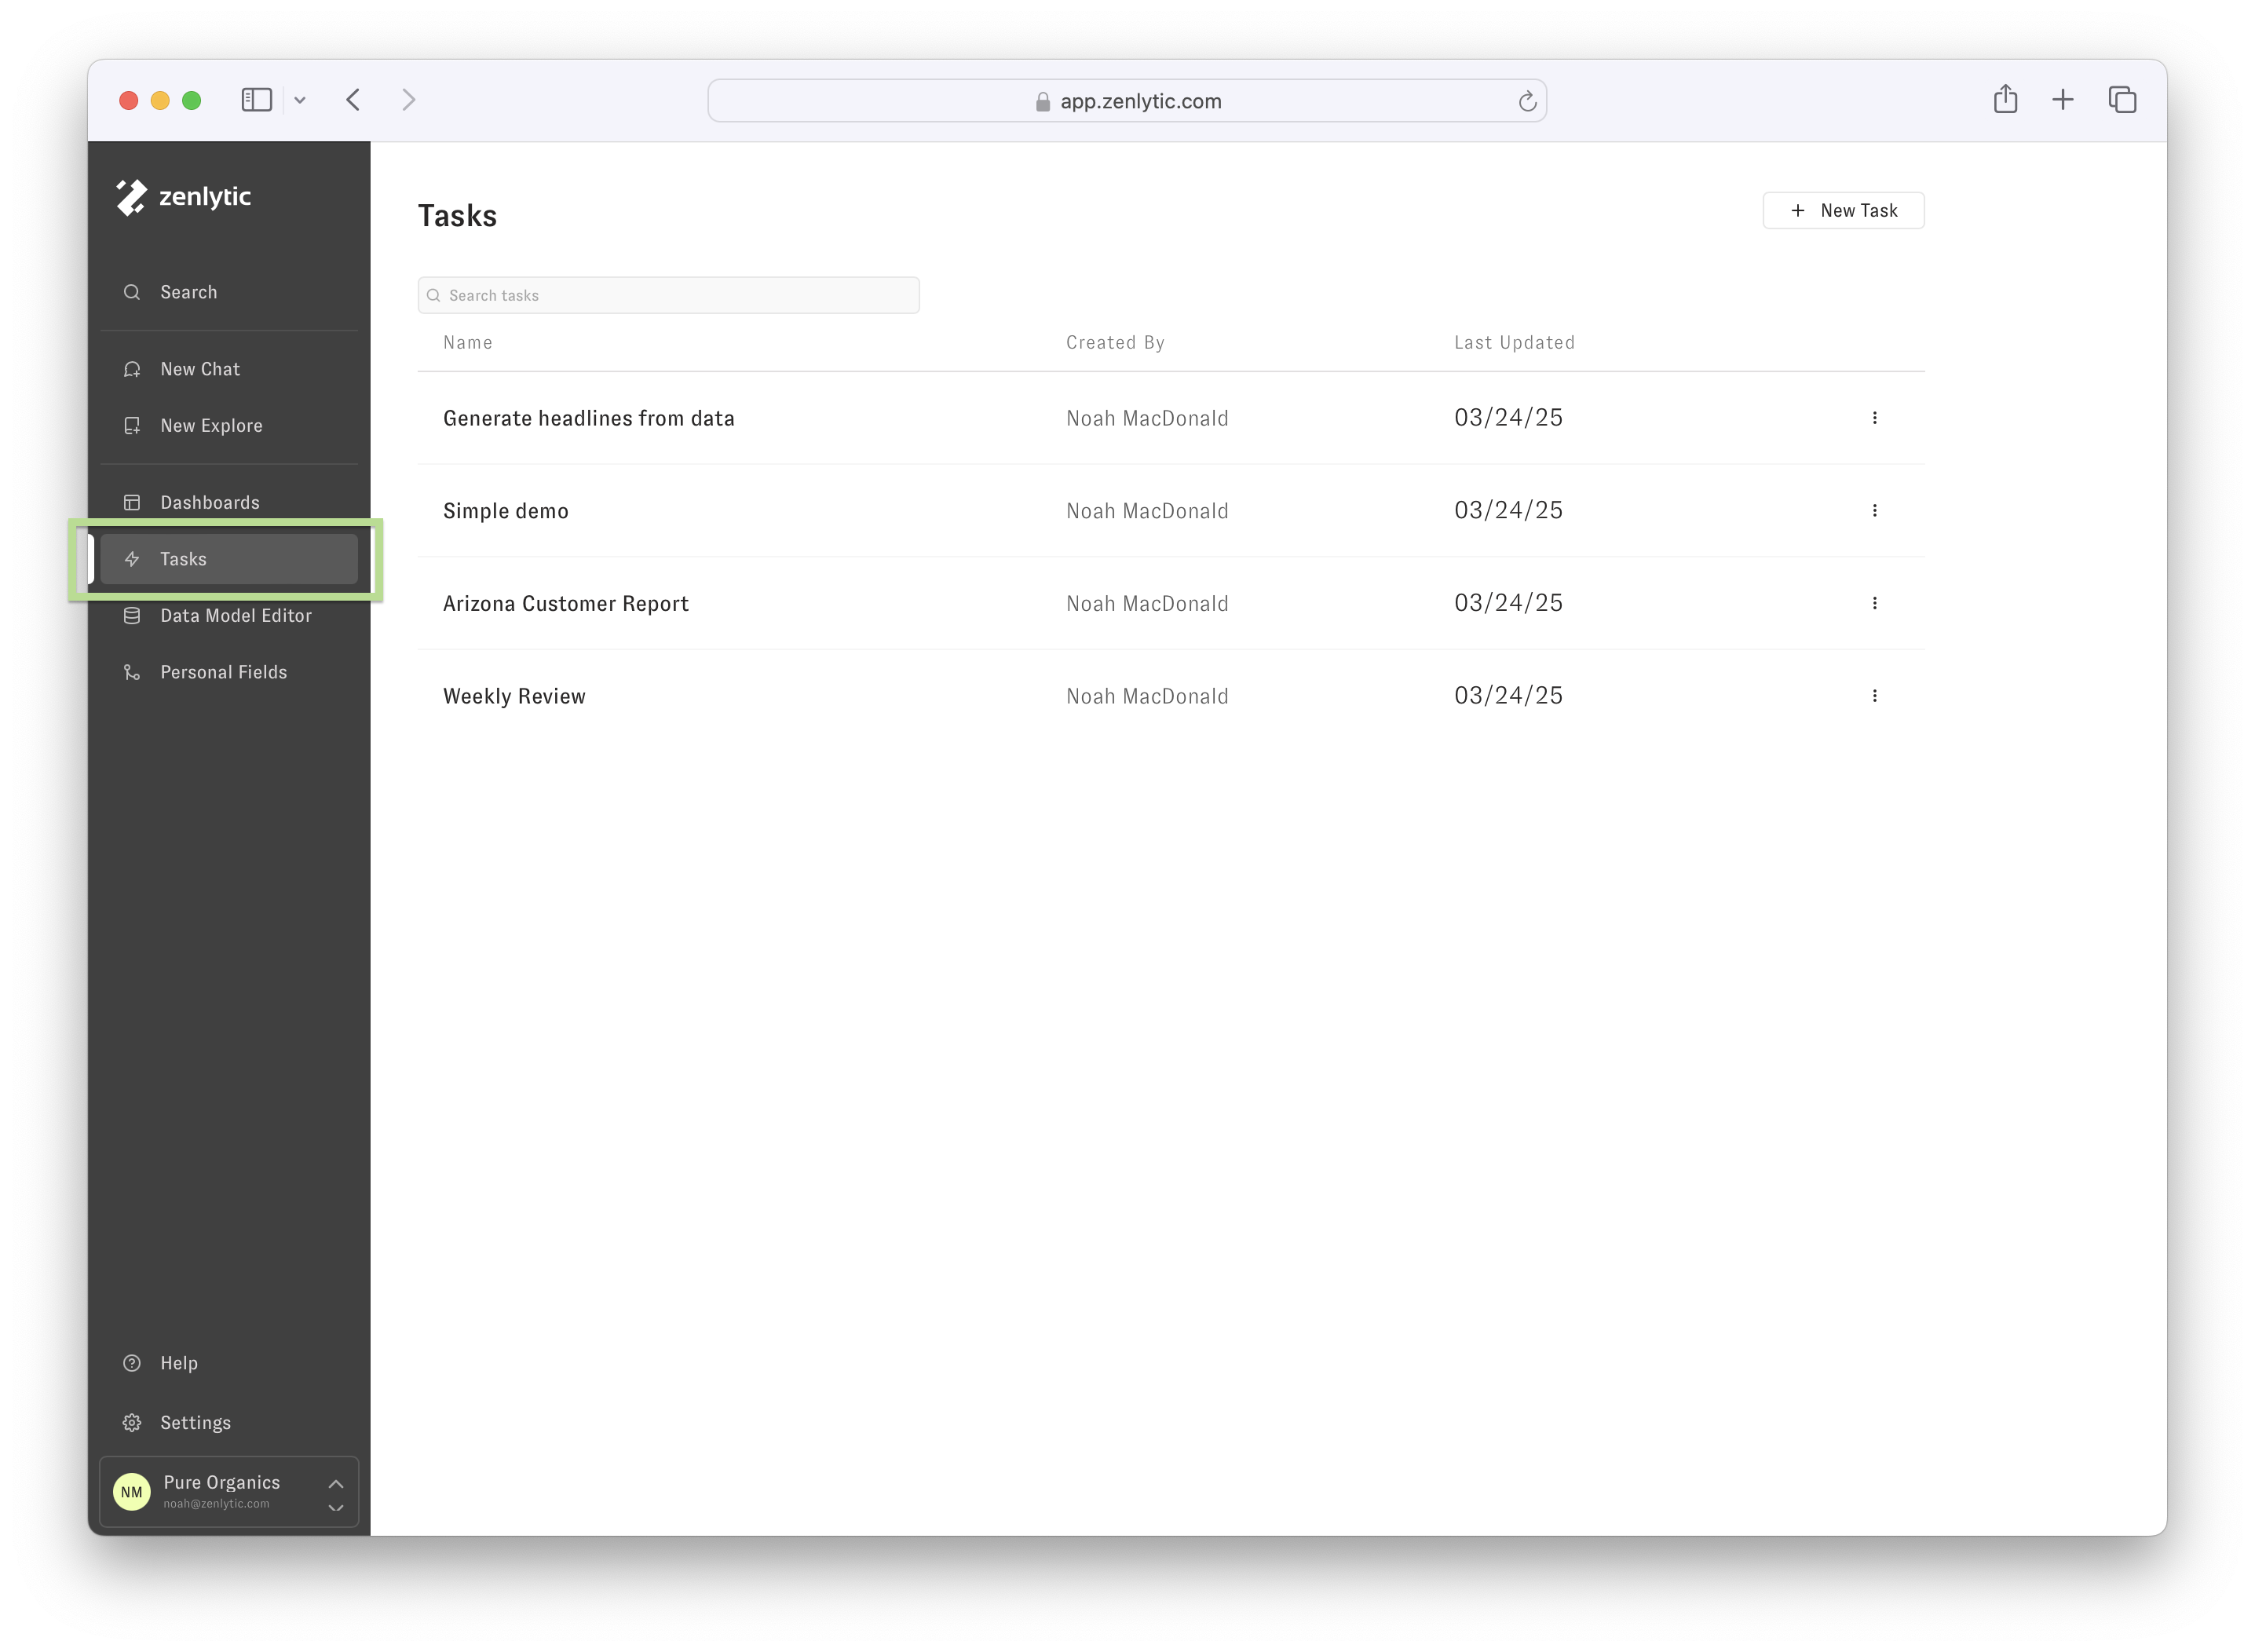 app.zenlytic.com
zenlytic
Search
New Chat
New Explore
Dashboards
Tasks
Data Model Editor
Personal Fields
Help
Settings
NM
Pure Organics
noah@zenlytic.com
Tasks
+ New Task
Search tasks
Name Created By Last Updated
Generate headlines from data Noah MacDonald 03/24/25
Simple demo Noah MacDonald 03/24/25
Arizona Customer Report Noah MacDonald 03/24/25
Weekly Review Noah MacDonald 03/24/25